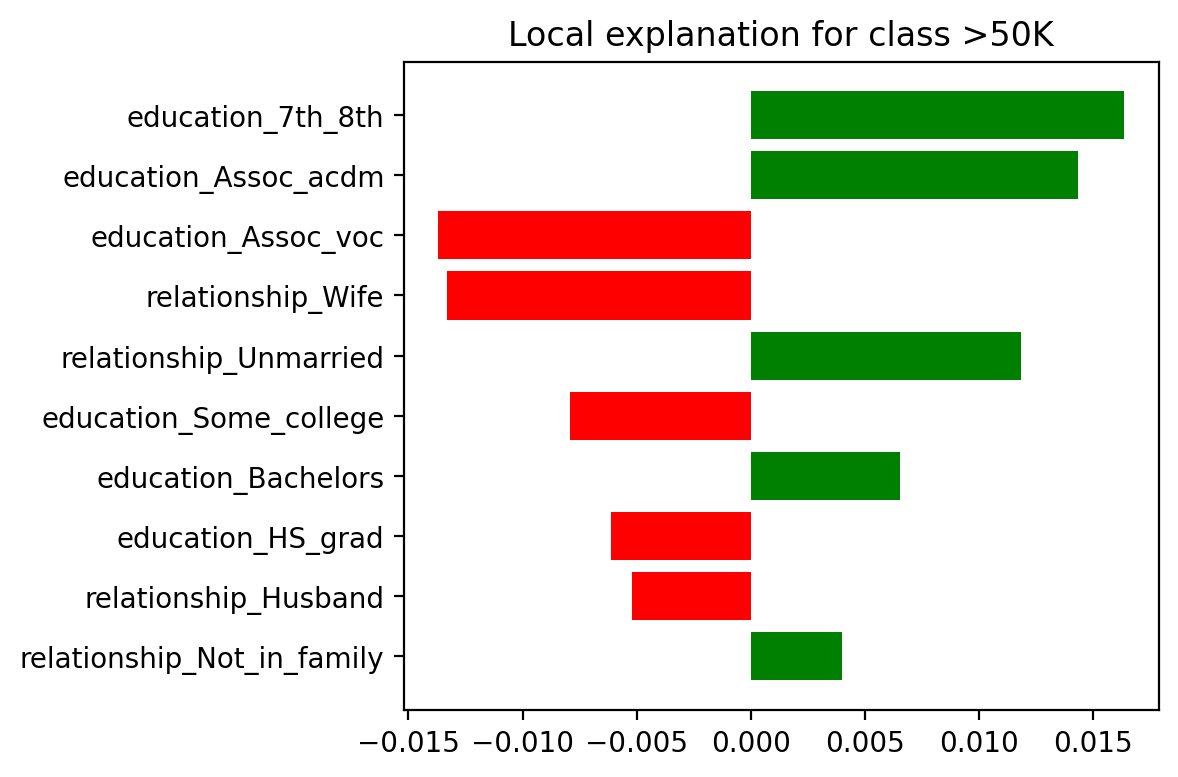 Local explanation for class >50K
education_7th_8th
education_Assoc_acdm
education_Assoc_voc
relationship_Wife
relationship_Unmarried
education_Some_college
education_Bachelors
education_HS_grad
relationship_Husband
relationship_Not_in_family
−0.015 −0.010 −0.005 0.000 0.005 0.010 0.015